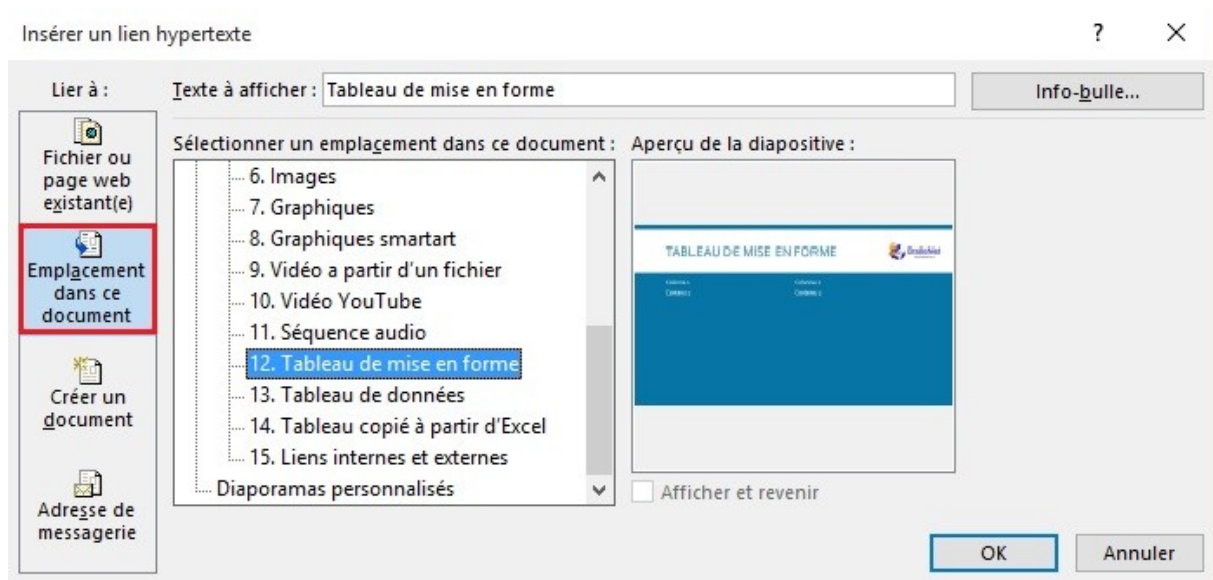 Insérer un lien hypertexte
?
Lier à :
Texte à afficher : Tableau de mise en forme
Info-bulle...
Fichier ou
page web
existant(e)
Emplacement
dans ce
document
Créer un
document
Adresse de
messagerie
Sélectionner un emplacement dans ce document :
6. Images
7. Graphiques
8. Graphiques smartart
9. Vidéo a partir d'un fichier
10. Vidéo YouTube
11. Séquence audio
12. Tableau de mise en forme
13. Tableau de données
14. Tableau copié à partir d'Excel
15. Liens internes et externes
Diaporamas personnalisés
Aperçu de la diapositive :
TABLEAU DE MISE EN FORME
Afficher et revenir
OK
Annuler